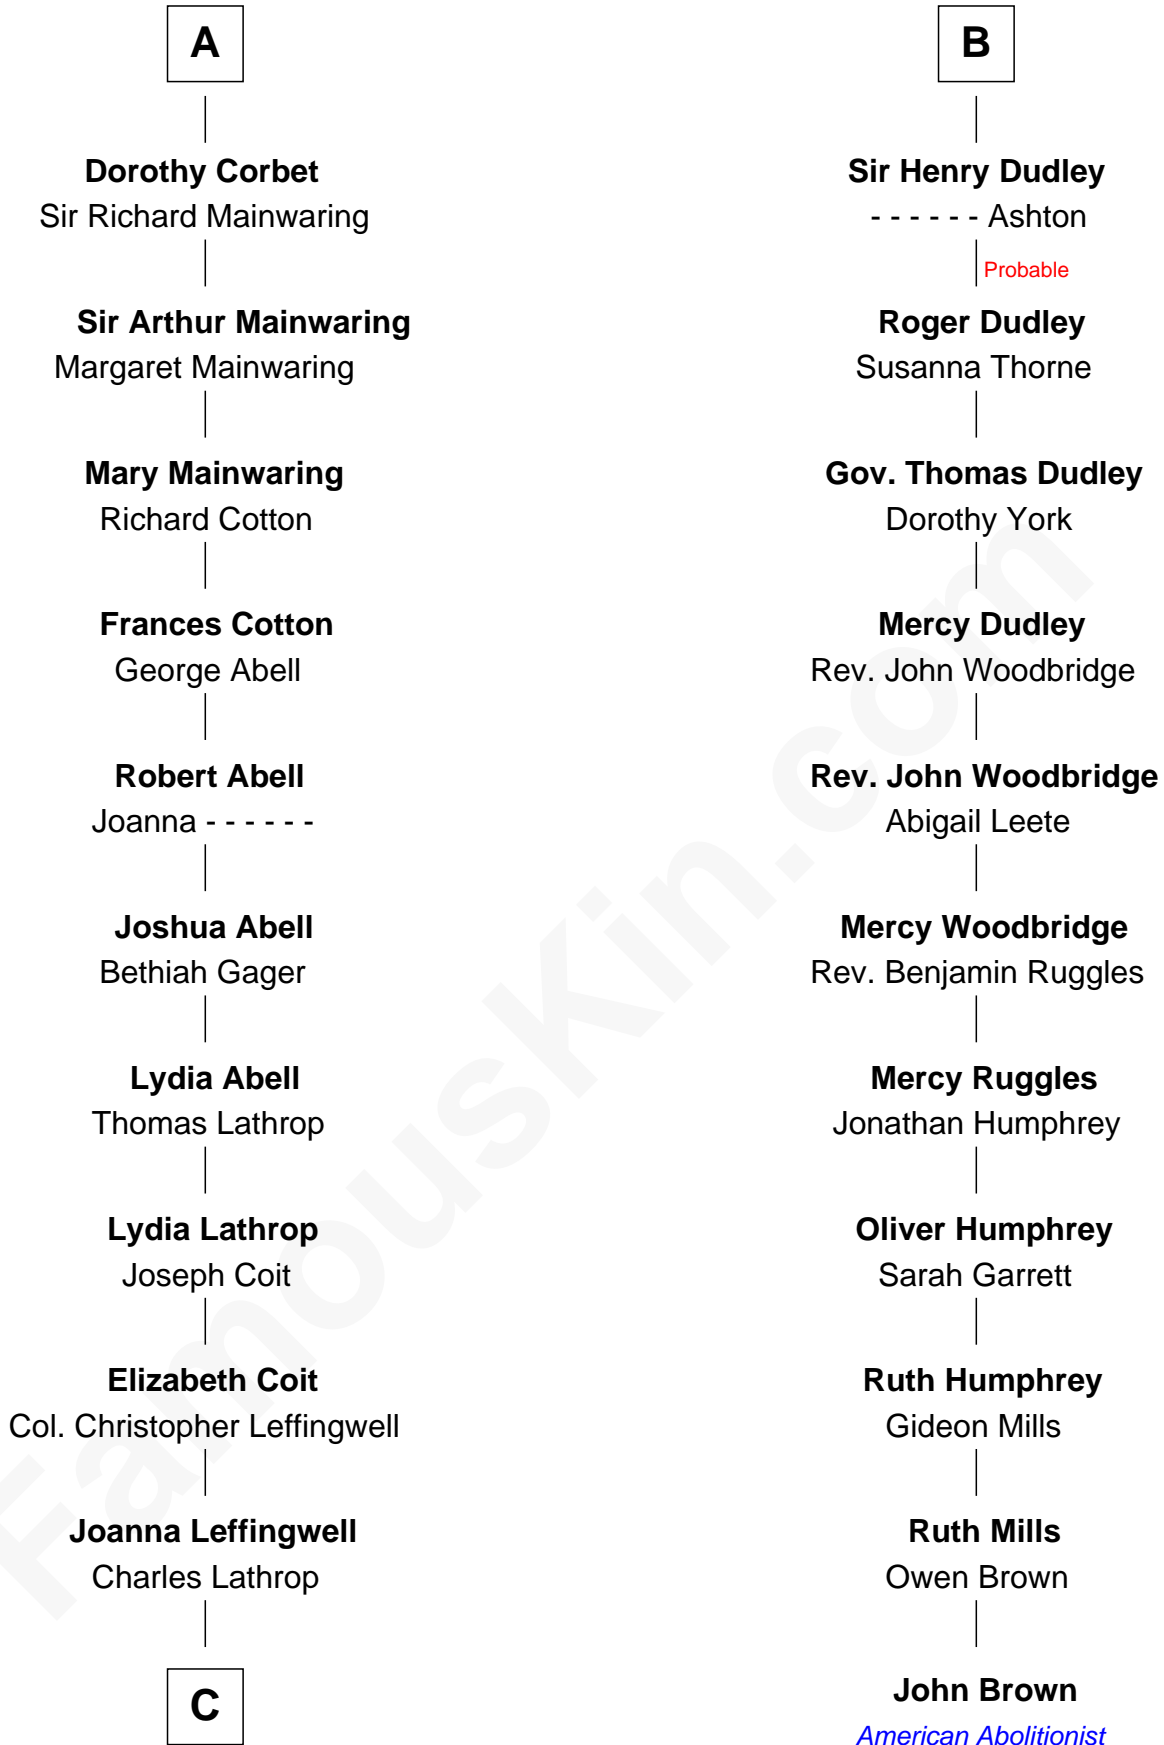 A
Dorothy Corbet
Sir Richard Mainwaring
Sir Arthur Mainwaring
Margaret Mainwaring
Mary Mainwaring
Richard Cotton
Frances Cotton
George Abell
Robert Abell
Joanna - - - - - -
Joshua Abell
Bethiah Gager
Lydia Abell
Thomas Lathrop
Lydia Lathrop
Joseph Coit
Elizabeth Coit
Col. Christopher Leffingwell
Joanna Leffingwell
Charles Lathrop
C
B
Sir Henry Dudley
- - - - - - Ashton
Probable
Roger Dudley
Susanna Thorne
Gov. Thomas Dudley
Dorothy York
Mercy Dudley
Rev. John Woodbridge
Rev. John Woodbridge
Abigail Leete
Mercy Woodbridge
Rev. Benjamin Ruggles
Mercy Ruggles
Jonathan Humphrey
Oliver Humphrey
Sarah Garrett
Ruth Humphrey
Gideon Mills
Ruth Mills
Owen Brown
John Brown
American Abolitionist
FamousKin.com